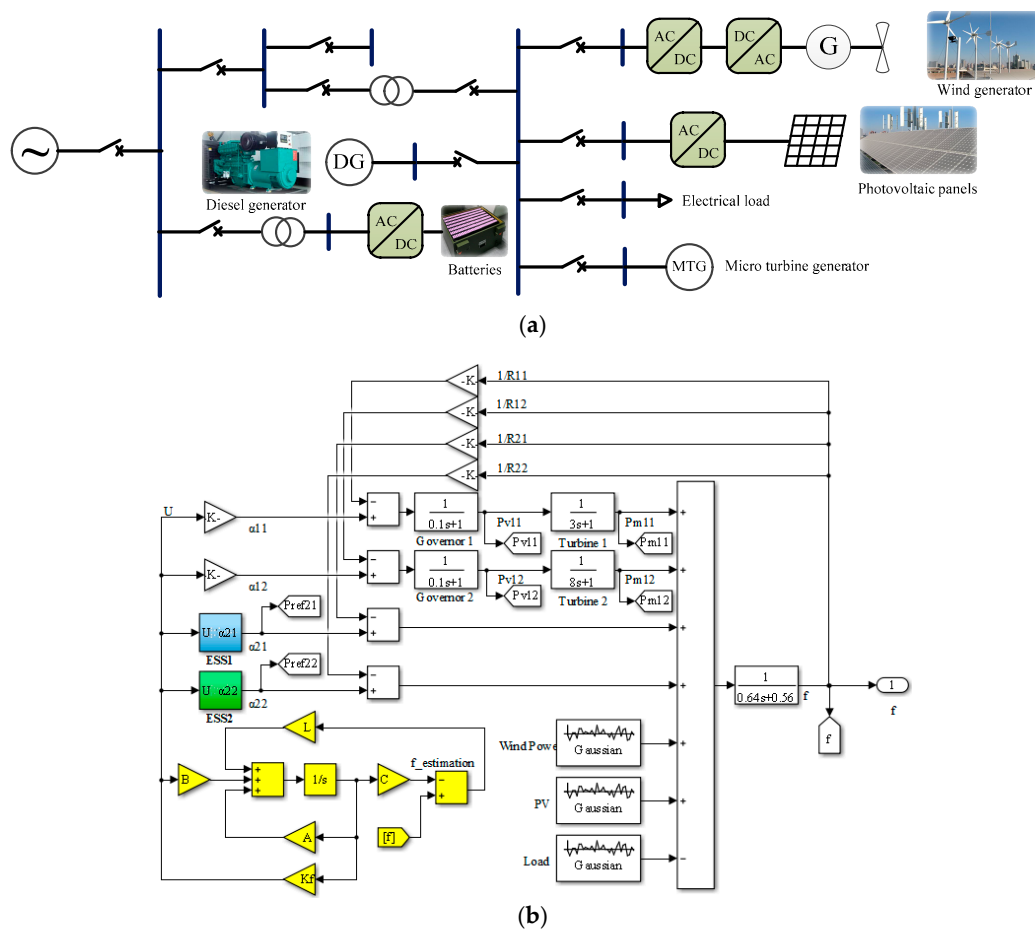 AC
DC
DC
AC
G
Wind generator
AC
DC
DG
Diesel generator
Photovoltaic panels
Electrical load
AC
DC
Batteries
MTG
Micro turbine generator
(a)
-K-
1/R11
-K-
1/R12
-K-
1/R21
-K-
1/R22
U
K-
α11
1
0.1s+1
Governor 1
Pv11
Pv11
1
3s+1
Turbine 1
Pm11
Pm11
K-
α12
1
0.1s+1
Governor 2
Pv12
Pv12
1
8s+1
Turbine 2
Pm12
Pm12
Pref21
α21
α21
ESS1
Pref22
α22
α22
ESS2
1
0.64s+0.56
f
1
f
f
L
B
1/s
C
f_estimation
A
[f]
Kf
Wind Powe
Gaussian
PV
Gaussian
Load
Gaussian
(b)